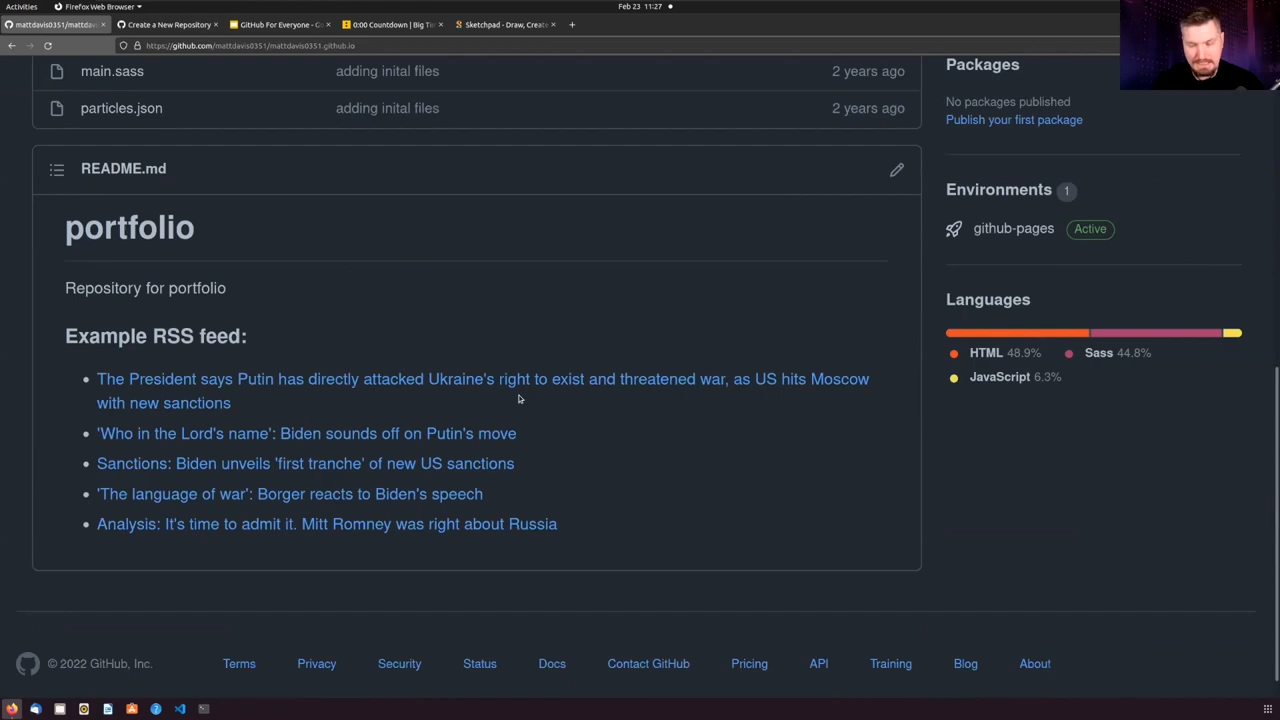 Activities
Firefox Web Browser
Feb 23 11:27
mattdavis0351/mattdavi
Create a New Repository
GitHub For Everyone - Go
0:00 Countdown | Big Ti
Sketchpad - Draw, Create
https://github.com/mattdavis0351/mattdavis0351.github.io
main.sass
adding inital files
2 years ago
particles.json
adding inital files
2 years ago
README.md
portfolio
Repository for portfolio
Example RSS feed:
The President says Putin has directly attacked Ukraine's right to exist and threatened war, as US hits Moscow
with new sanctions
'Who in the Lord's name': Biden sounds off on Putin's move
Sanctions: Biden unveils 'first tranche' of new US sanctions
'The language of war': Borger reacts to Biden's speech
Analysis: It's time to admit it. Mitt Romney was right about Russia
Packages
No packages published
Publish your first package
Environments 1
github-pages Active
Languages
HTML 48.9%
Sass 44.8%
JavaScript 6.3%
© 2022 GitHub, Inc.
Terms
Privacy
Security
Status
Docs
Contact GitHub
Pricing
API
Training
Blog
About